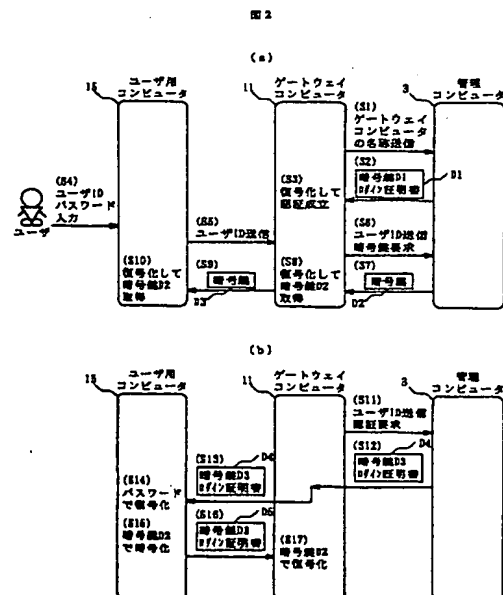 図2
(a)
15
ユーザ用
コンピュータ
11
ゲートウェイ
コンピュータ
3
管理
コンピュータ
(S1)
ゲートウェイ
コンピュータ
の名称送信
(S2)
暗号鍵D1
ログイン証明書
D1
(S3)
復号化して
認証成立
(S4)
ユーザID
パスワード
入力
ユーザ
(S5)
ユーザID送信
(S6)
ユーザID送信
暗号鍵要求
(S7)
暗号鍵
D2
(S8)
復号化して
暗号鍵D2
取得
(S9)
暗号鍵
D3
(S10)
復号化して
暗号鍵D2
取得
(b)
15
ユーザ用
コンピュータ
11
ゲートウェイ
コンピュータ
3
管理
コンピュータ
(S11)
ユーザID送信
認証要求
(S12)
D4
暗号鍵D3
ログイン証明書
(S13)
D4
暗号鍵D3
ログイン証明書
(S14)
パスワード
で復号化
(S15)
暗号鍵D2
で暗号化
(S16)
D5
暗号鍵D3
ログイン証明書
(S17)
暗号鍵D2
で復号化